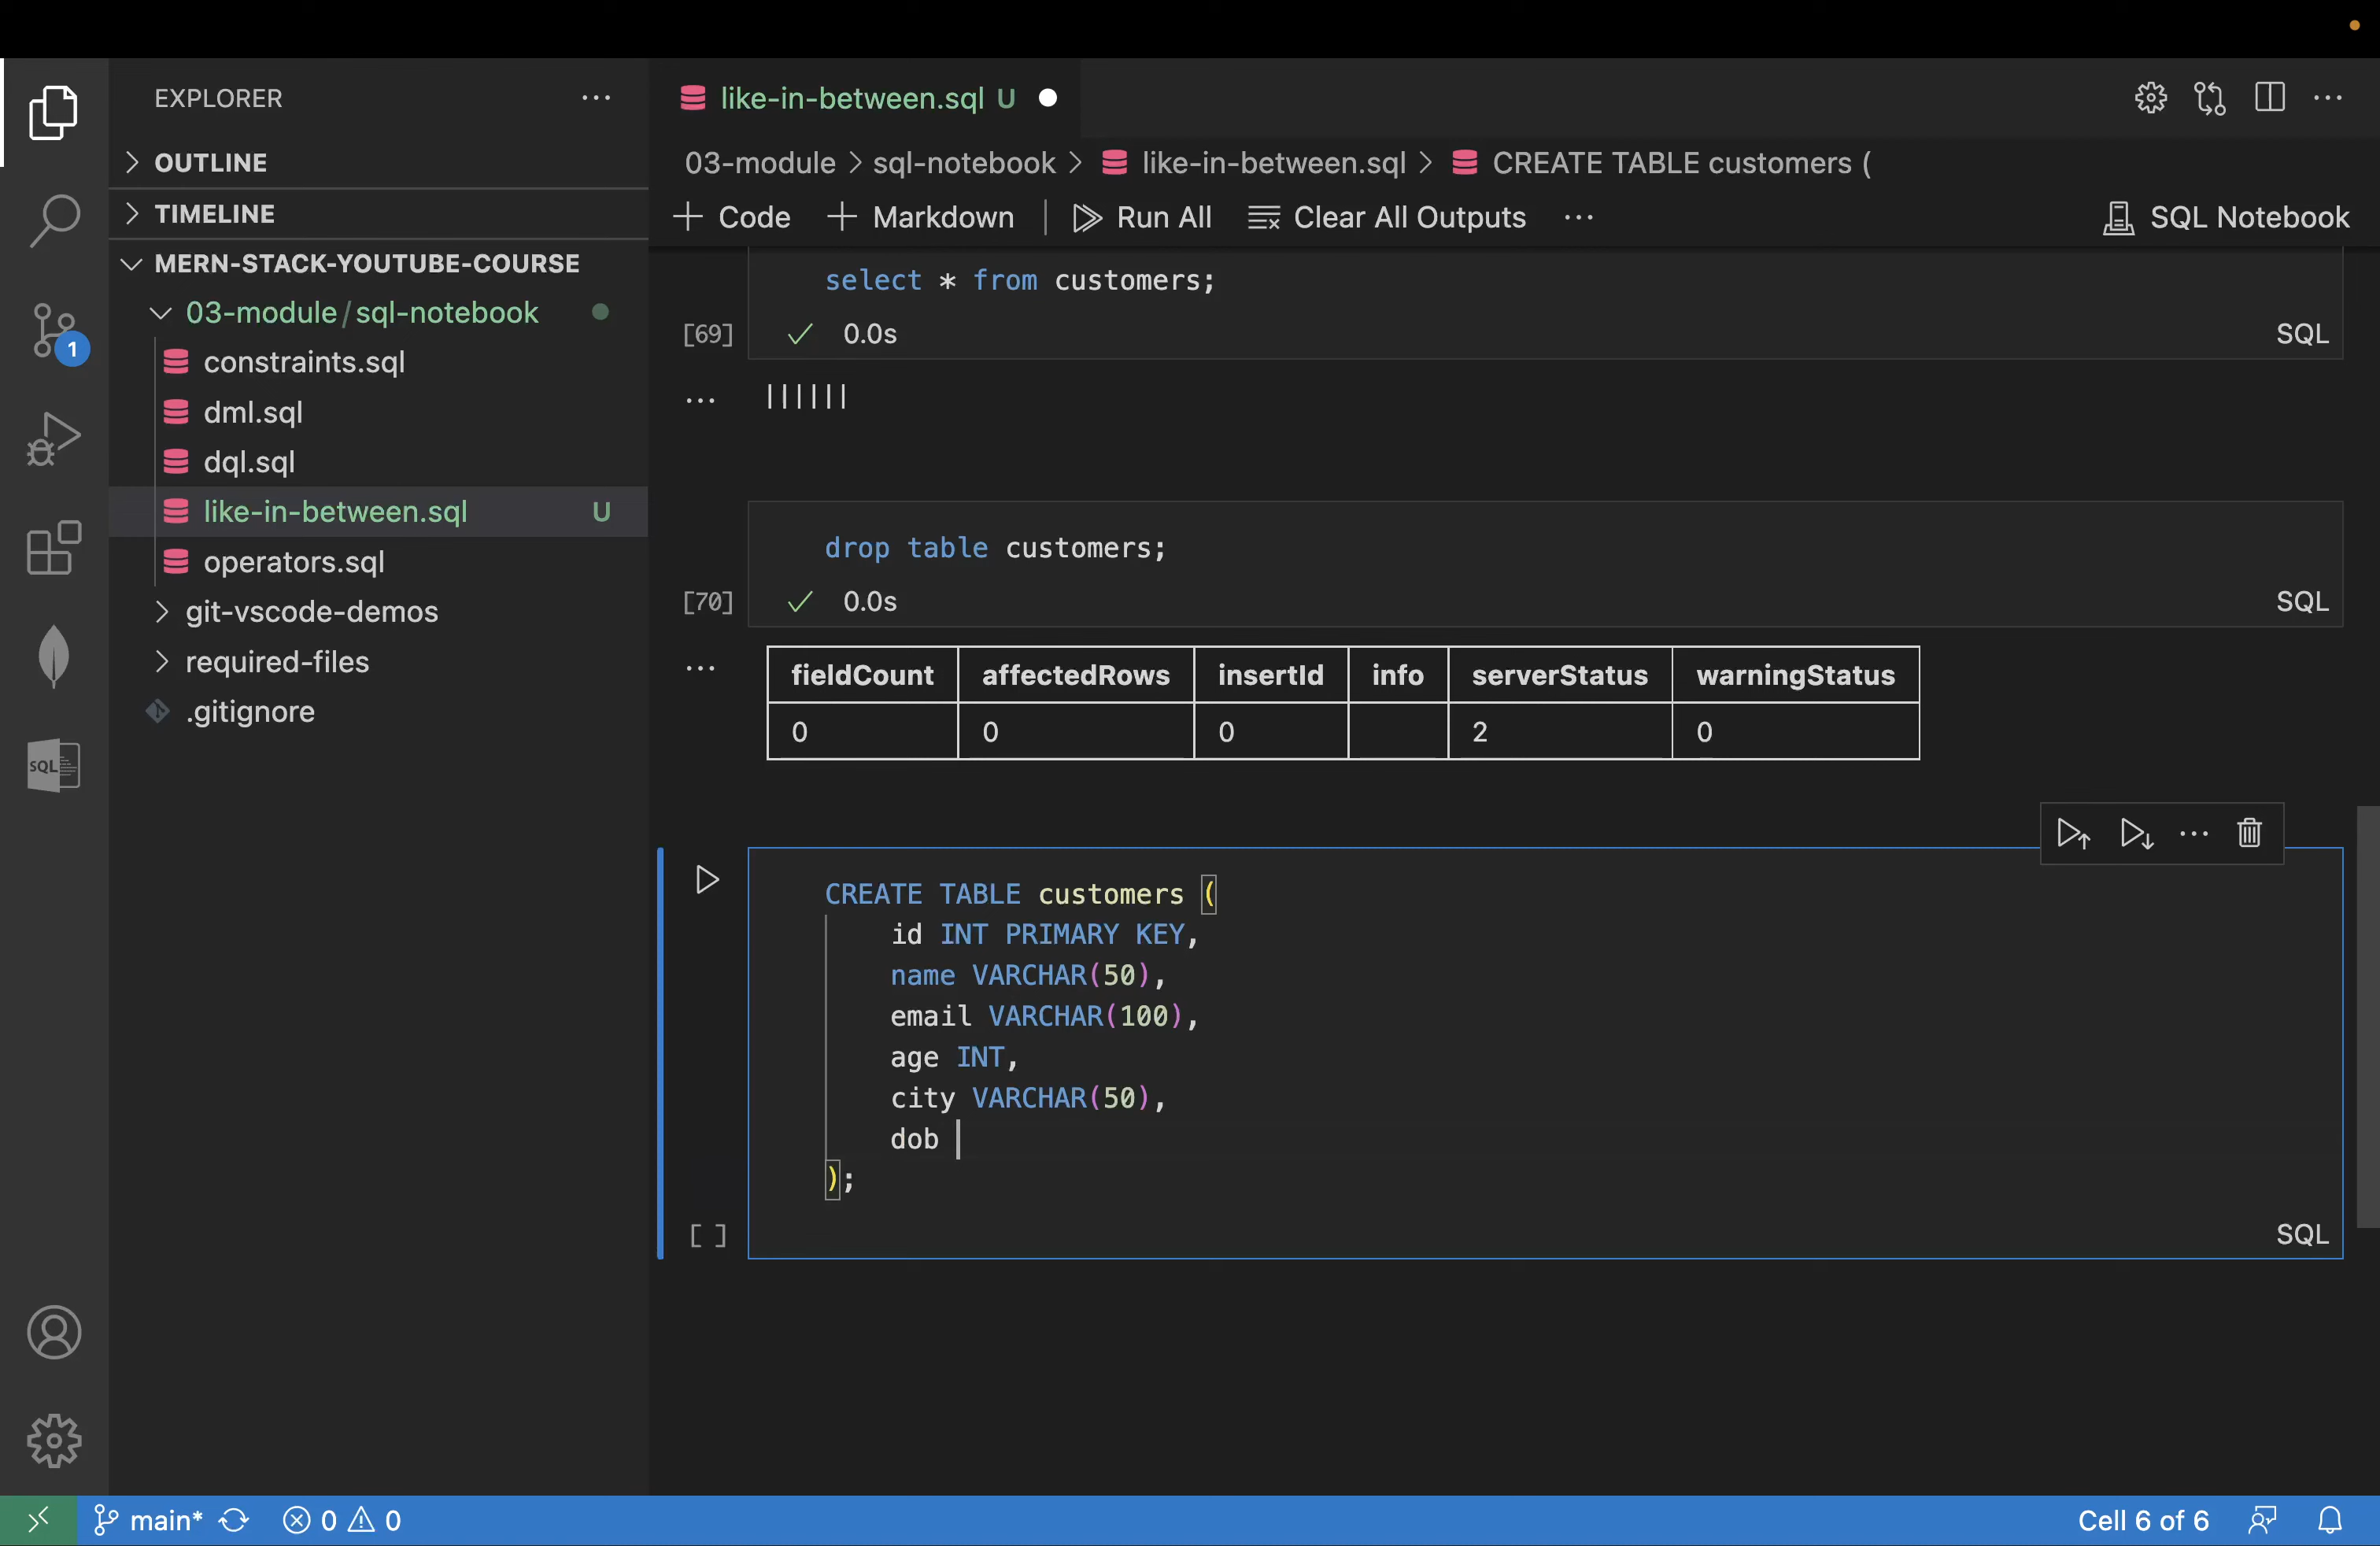 EXPLORER
OUTLINE
TIMELINE
MERN-STACK-YOUTUBE-COURSE
03-module/sql-notebook
constraints.sql
dml.sql
dql.sql
like-in-between.sql U
operators.sql
git-vscode-demos
required-files
.gitignore
1
SQL
like-in-between.sql U
03-module > sql-notebook > like-in-between.sql > CREATE TABLE customers (
Code Markdown Run All Clear All Outputs ... SQL Notebook
select * from customers;
[69] 0.0s SQL
||||||
drop table customers;
[70] 0.0s SQL
fieldCount affectedRows insertId info serverStatus warningStatus
0 0 0 2 0
CREATE TABLE customers (
id INT PRIMARY KEY,
name VARCHAR(50),
email VARCHAR(100),
age INT,
city VARCHAR(50),
dob
);
[ ] SQL
main* 0 0 Cell 6 of 6